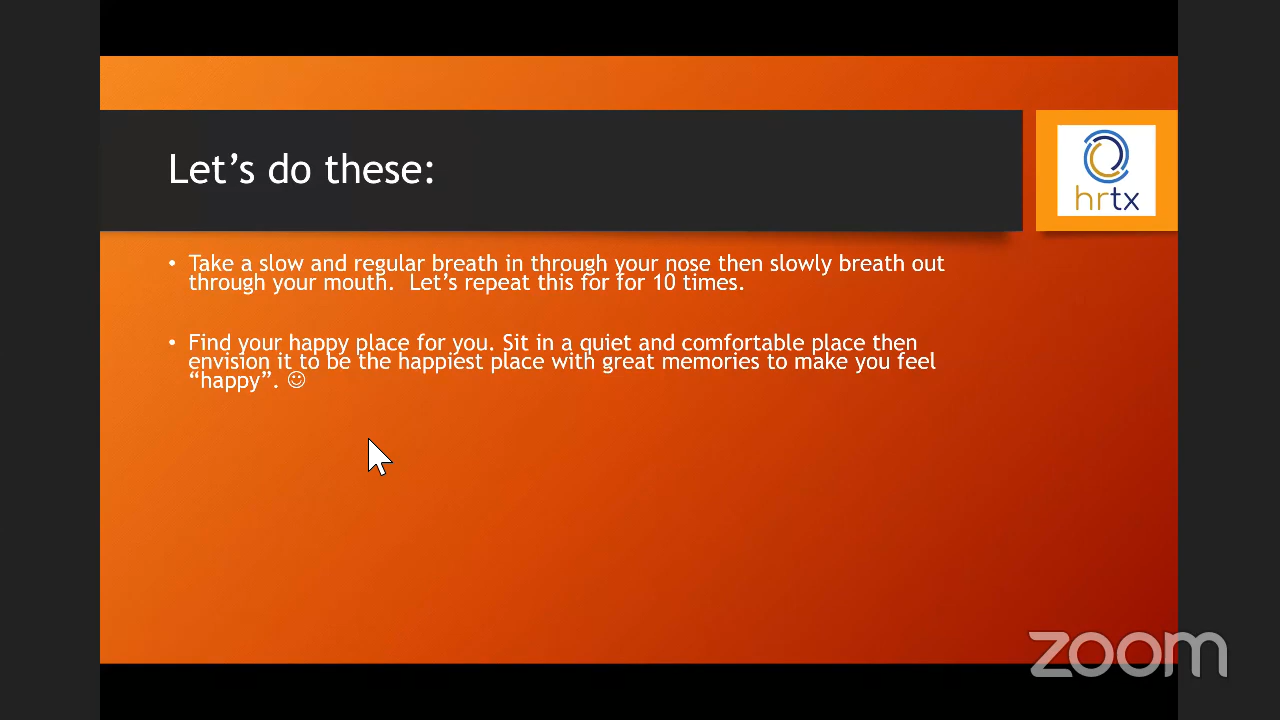 Let’s do these:
hrtx
• Take a slow and regular breath in through your nose then slowly breath out
through your mouth.  Let’s repeat this for for 10 times.
• Find your happy place for you. Sit in a quiet and comfortable place then
envision it to be the happiest place with great memories to make you feel
“happy”. ☺
zoom